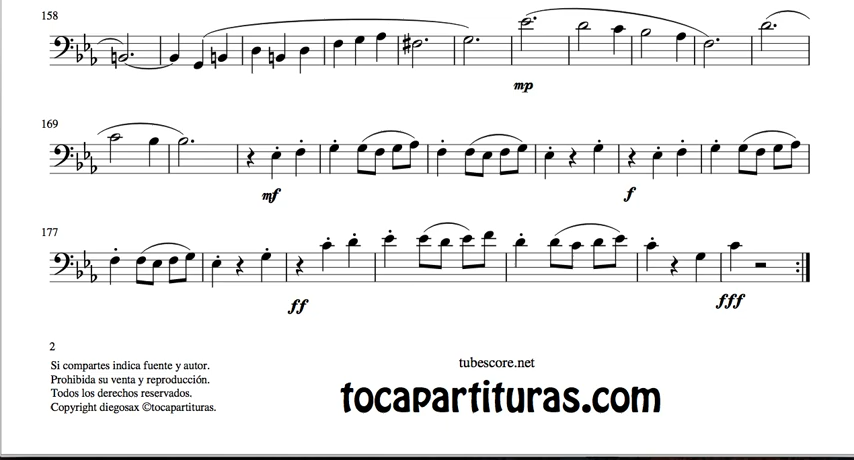 158
mp
169
mf
f
177
ff
fff
2
Si compartes indica fuente y autor.
Prohibida su venta y reproducción.
Todos los derechos reservados.
Copyright diegosax ©tocapartituras.
tubescore.net
tocapartituras.com